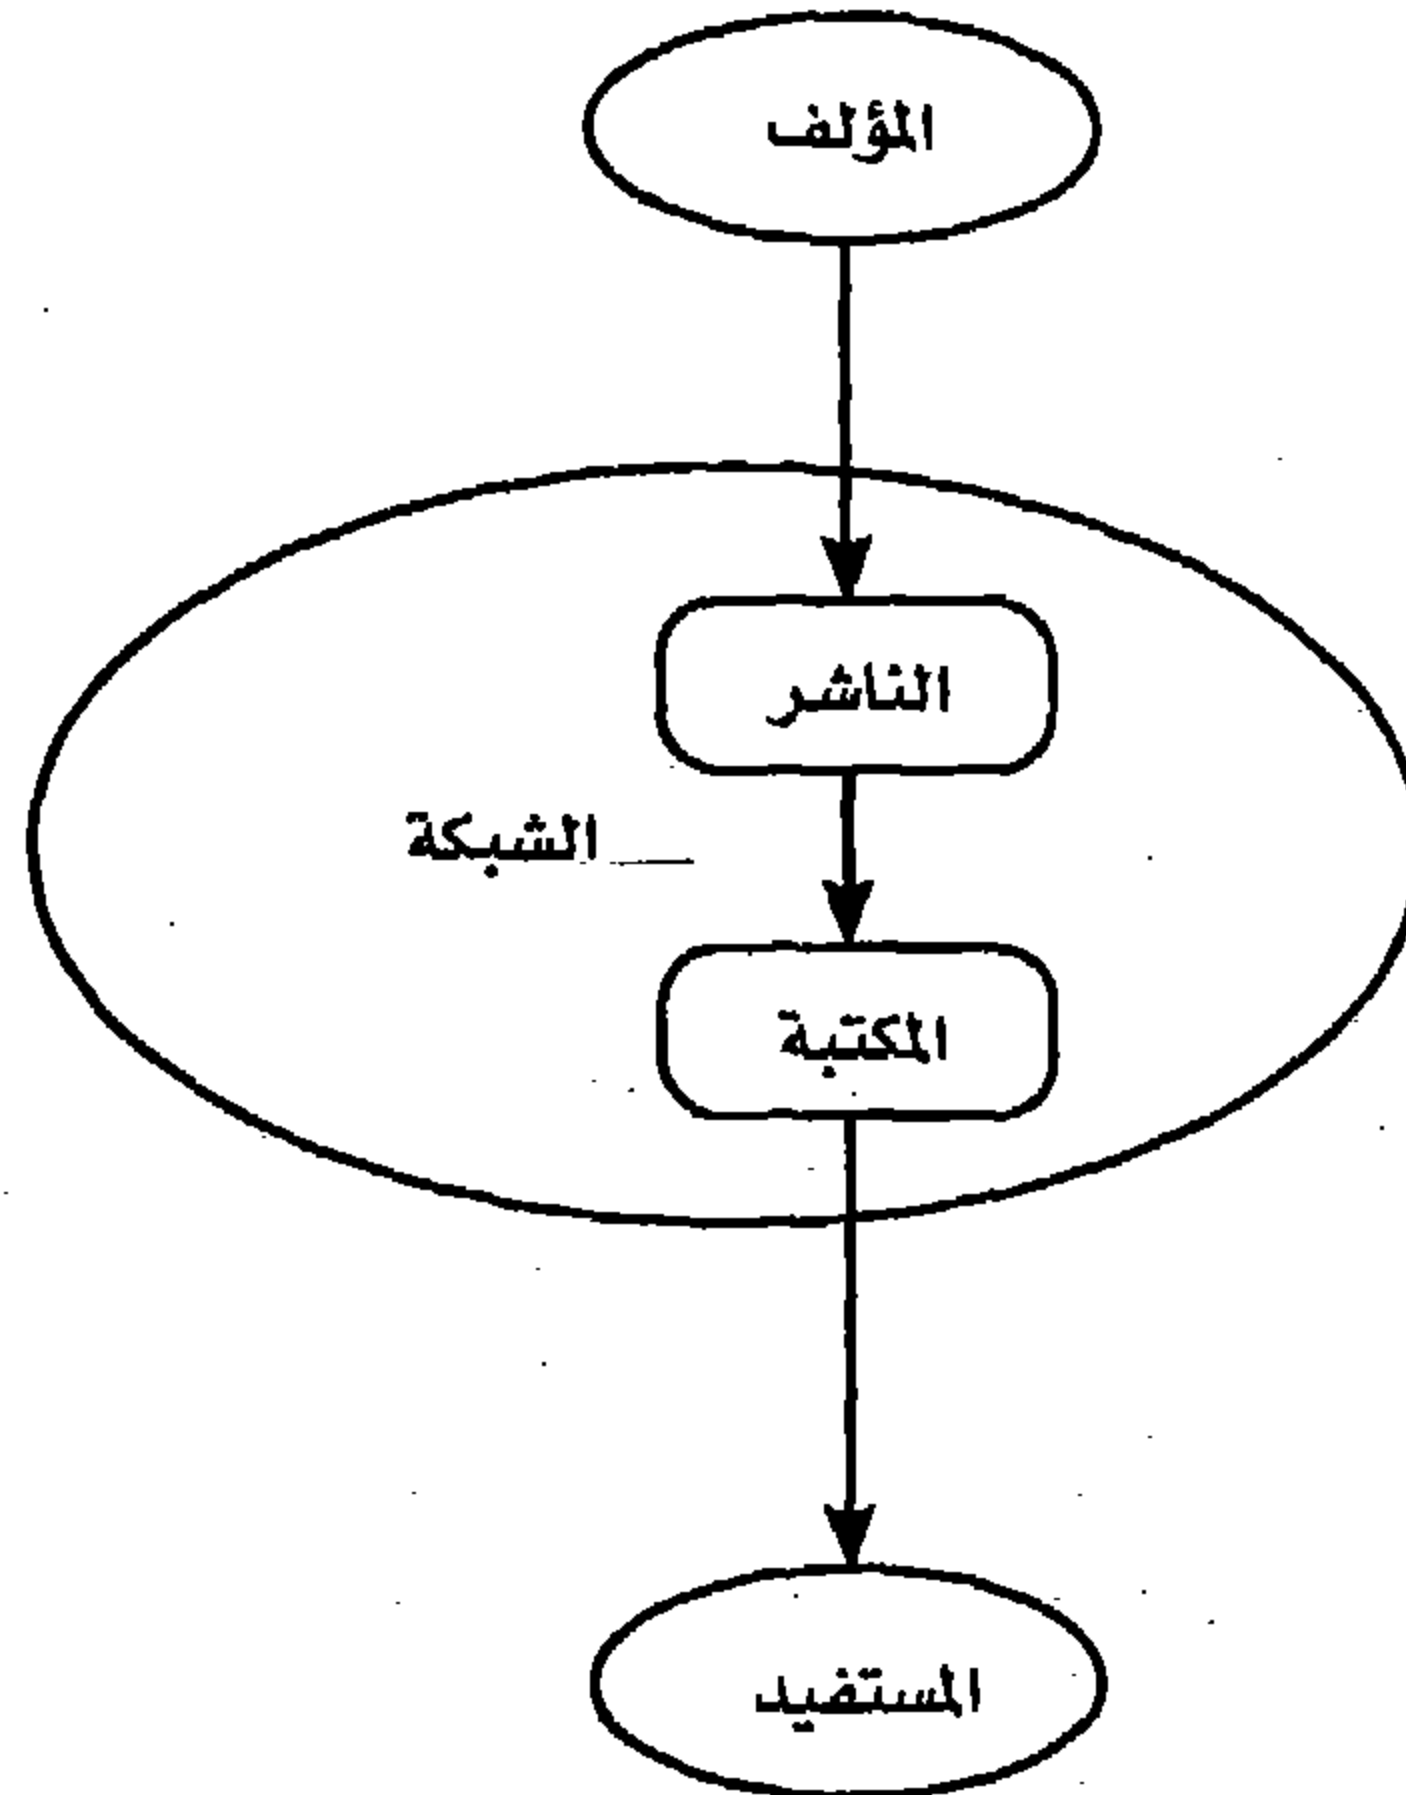 المؤلف
الناشر
الشبكة
المكتبة
المستفيد